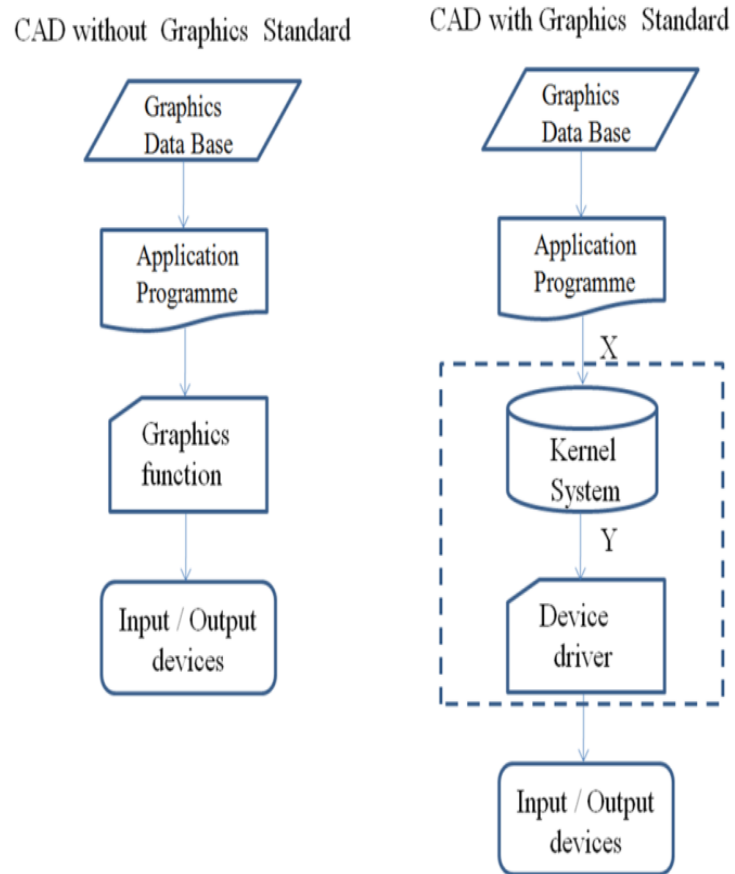 CAD without Graphics Standard
Graphics
Data Base
Application
Programme
Graphics
function
Input / Output
devices
CAD with Graphics Standard
Graphics
Data Base
Application
Programme
X
Kernel
System
Y
Device
driver
Input / Output
devices